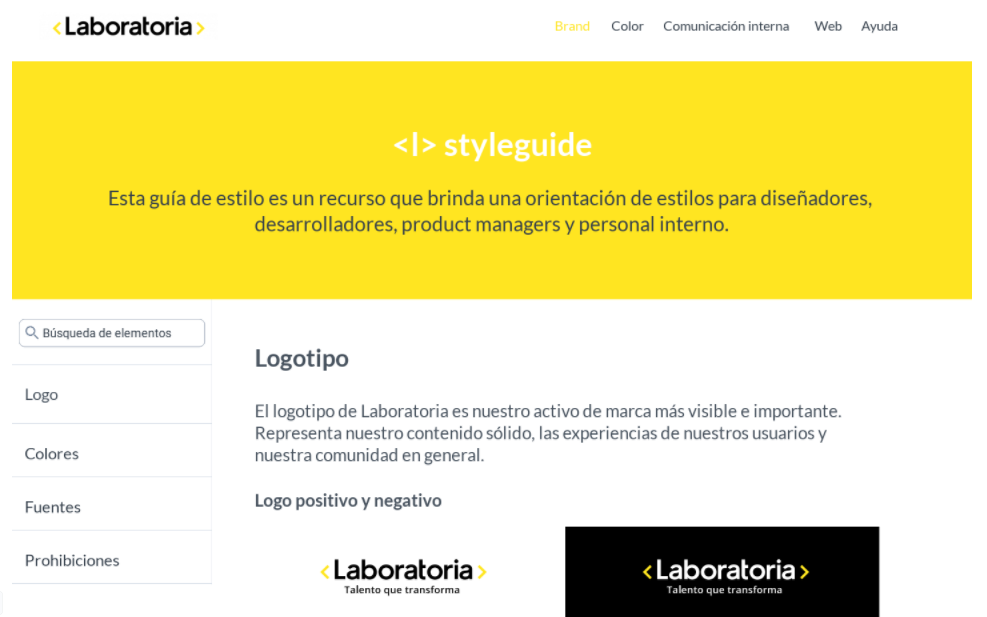 <Laboratoria>
Brand Color Comunicación interna Web Ayuda
<l> styleguide
Esta guía de estilo es un recurso que brinda una orientación de estilos para diseñadores,
desarrolladores, product managers y personal interno.
Búsqueda de elementos
Logo
Colores
Fuentes
Prohibiciones
Logotipo
El logotipo de Laboratoria es nuestro activo de marca más visible e importante.
Representa nuestro contenido sólido, las experiencias de nuestros usuarios y
nuestra comunidad en general.
Logo positivo y negativo
<Laboratoria>
Talento que transforma
<Laboratoria>
Talento que transforma